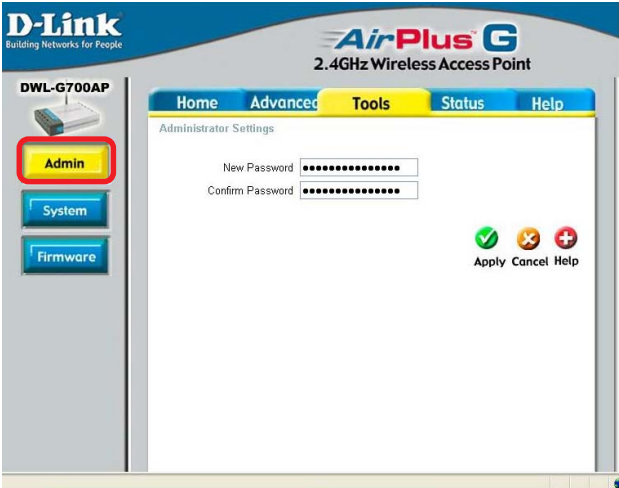 D-Link
Building Networks for People
AirPlus G
2.4GHz Wireless Access Point
DWL-G700AP
Home Advanced Tools Status Help
Administrator Settings
Admin
New Password •••••••••••••••
Confirm Password •••••••••••••••
System
Apply Cancel Help
Firmware